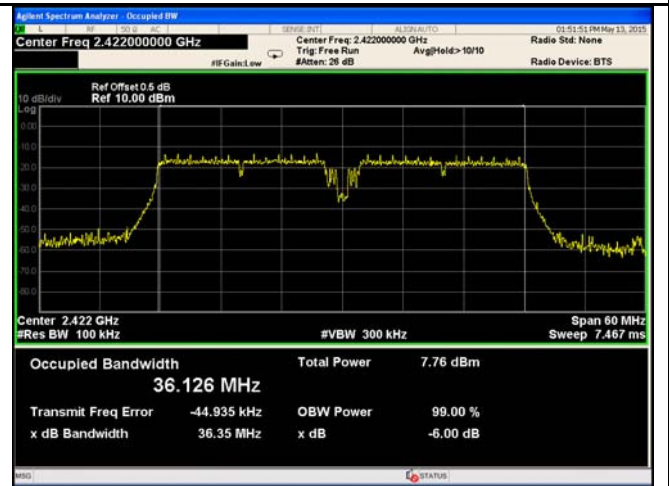 Agilent Spectrum Analyzer - Occupied BW
L RF 50 Ω AC SENSE:INT ALIGNAUTO 01:51:51 PM May 13, 2015
Center Freq 2.422000000 GHz Center Freq: 2.422000000 GHz Radio Std: None
Trig: Free Run Avg|Hold:>10/10
#IFGain:Low #Atten: 26 dB Radio Device: BTS
Ref Offset 0.5 dB
10 dB/div Ref 10.00 dBm
Log
0.00
-10.0
-20.0
-30.0
-40.0
-50.0
-60.0
-70.0
-80.0
Center 2.422 GHz Span 60 MHz
#Res BW 100 kHz #VBW 300 kHz Sweep 7.467 ms
Occupied Bandwidth Total Power 7.76 dBm
36.126 MHz
Transmit Freq Error -44.935 kHz OBW Power 99.00 %
x dB Bandwidth 36.35 MHz x dB -6.00 dB
MSG STATUS